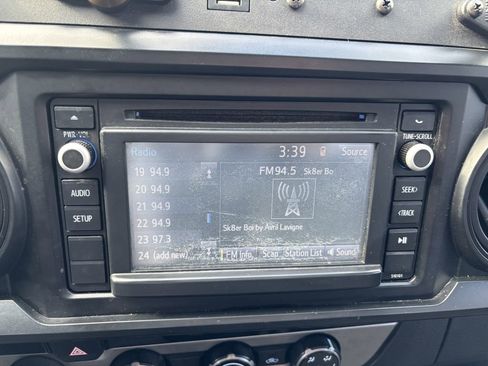 PWR·VOL
TUNE·SCROLL
Radio 3:39 Source
19 94.9
20 94.9
21 94.9
22 94.9
23 97.3
24 (add new)
FM94.5 Sk8er Bo
Sk8er Boi by Avril Lavigne
FM Info Scan Station List Sound
AUDIO
SETUP
SEEK>
<TRACK